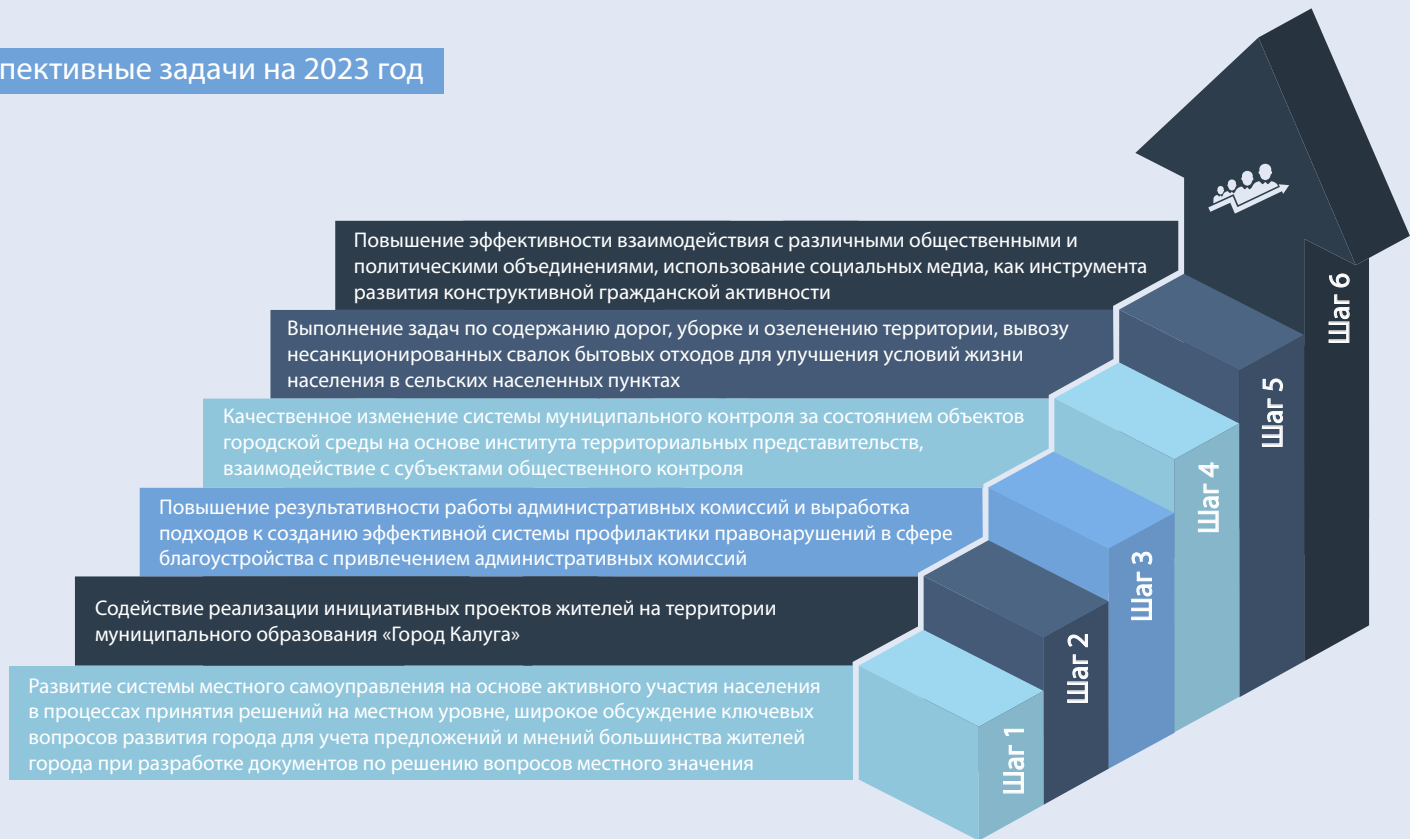 пективные задачи на 2023 год
Повышение эффективности взаимодействия с различными общественными и
политическими объединениями, использование социальных медиа, как инструмента
развития конструктивной гражданской активности
Выполнение задач по содержанию дорог, уборке и озеленению территории, вывозу
несанкционированных свалок бытовых отходов для улучшения условий жизни
населения в сельских населенных пунктах
Качественное изменение системы муниципального контроля за состоянием объектов
городской среды на основе института территориальных представительств,
взаимодействие с субъектами общественного контроля
Повышение результативности работы административных комиссий и выработка
подходов к созданию эффективной системы профилактики правонарушений в сфере
благоустройства с привлечением административных комиссий
Содействие реализации инициативных проектов жителей на территории
муниципального образования «Город Калуга»
Развитие системы местного самоуправления на основе активного участия населения
в процессах принятия решений на местном уровне, широкое обсуждение ключевых
вопросов развития города для учета предложений и мнений большинства жителей
города при разработке документов по решению вопросов местного значения
Шаг 1
Шаг 2
Шаг 3
Шаг 4
Шаг 5
Шаг 6